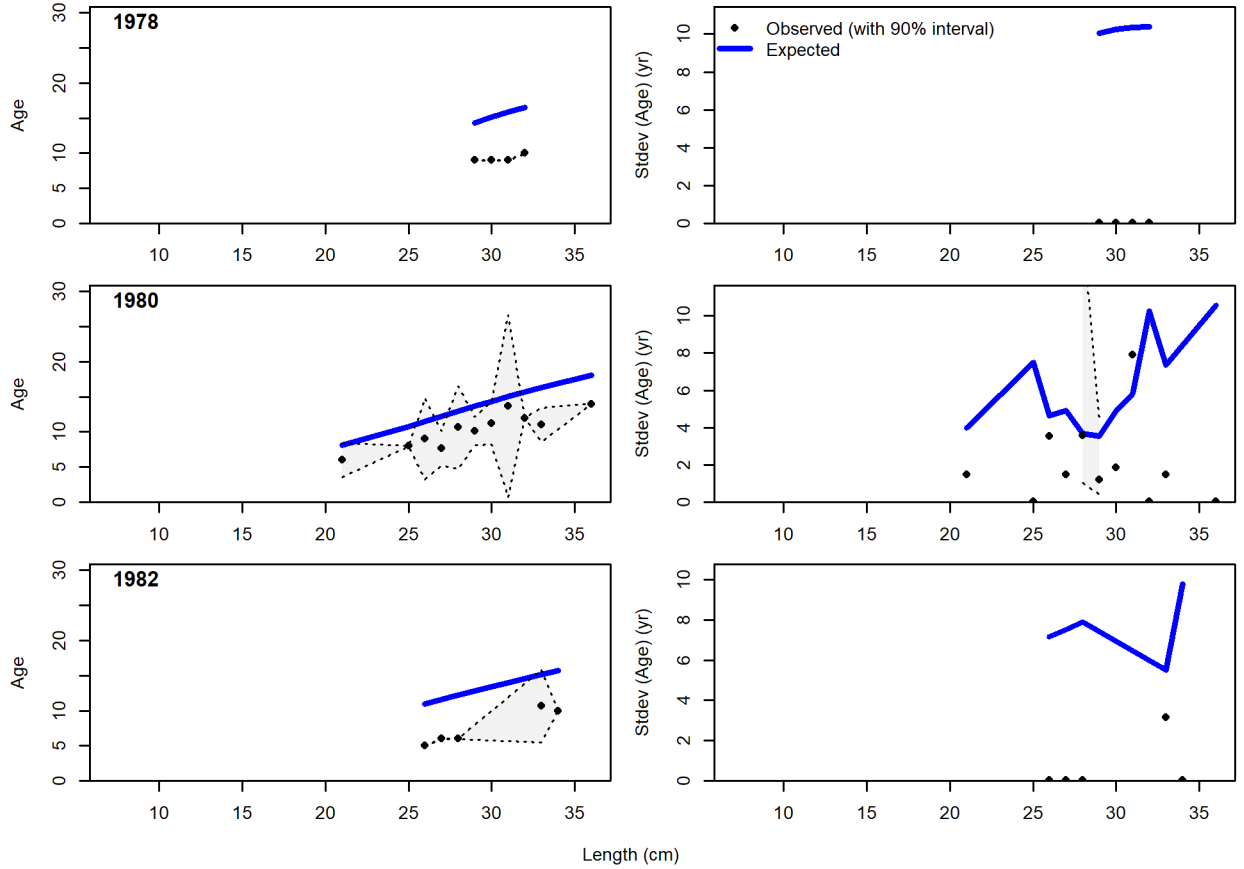 1978
Age
0 5 10 20 30
10 15 20 25 30 35
Observed (with 90% interval)
Expected
Stdev (Age) (yr)
0 2 4 6 8 10
10 15 20 25 30 35
1980
Age
0 5 10 20 30
10 15 20 25 30 35
Stdev (Age) (yr)
0 2 4 6 8 10
10 15 20 25 30 35
1982
Age
0 5 10 20 30
10 15 20 25 30 35
Stdev (Age) (yr)
0 2 4 6 8 10
10 15 20 25 30 35
Length (cm)